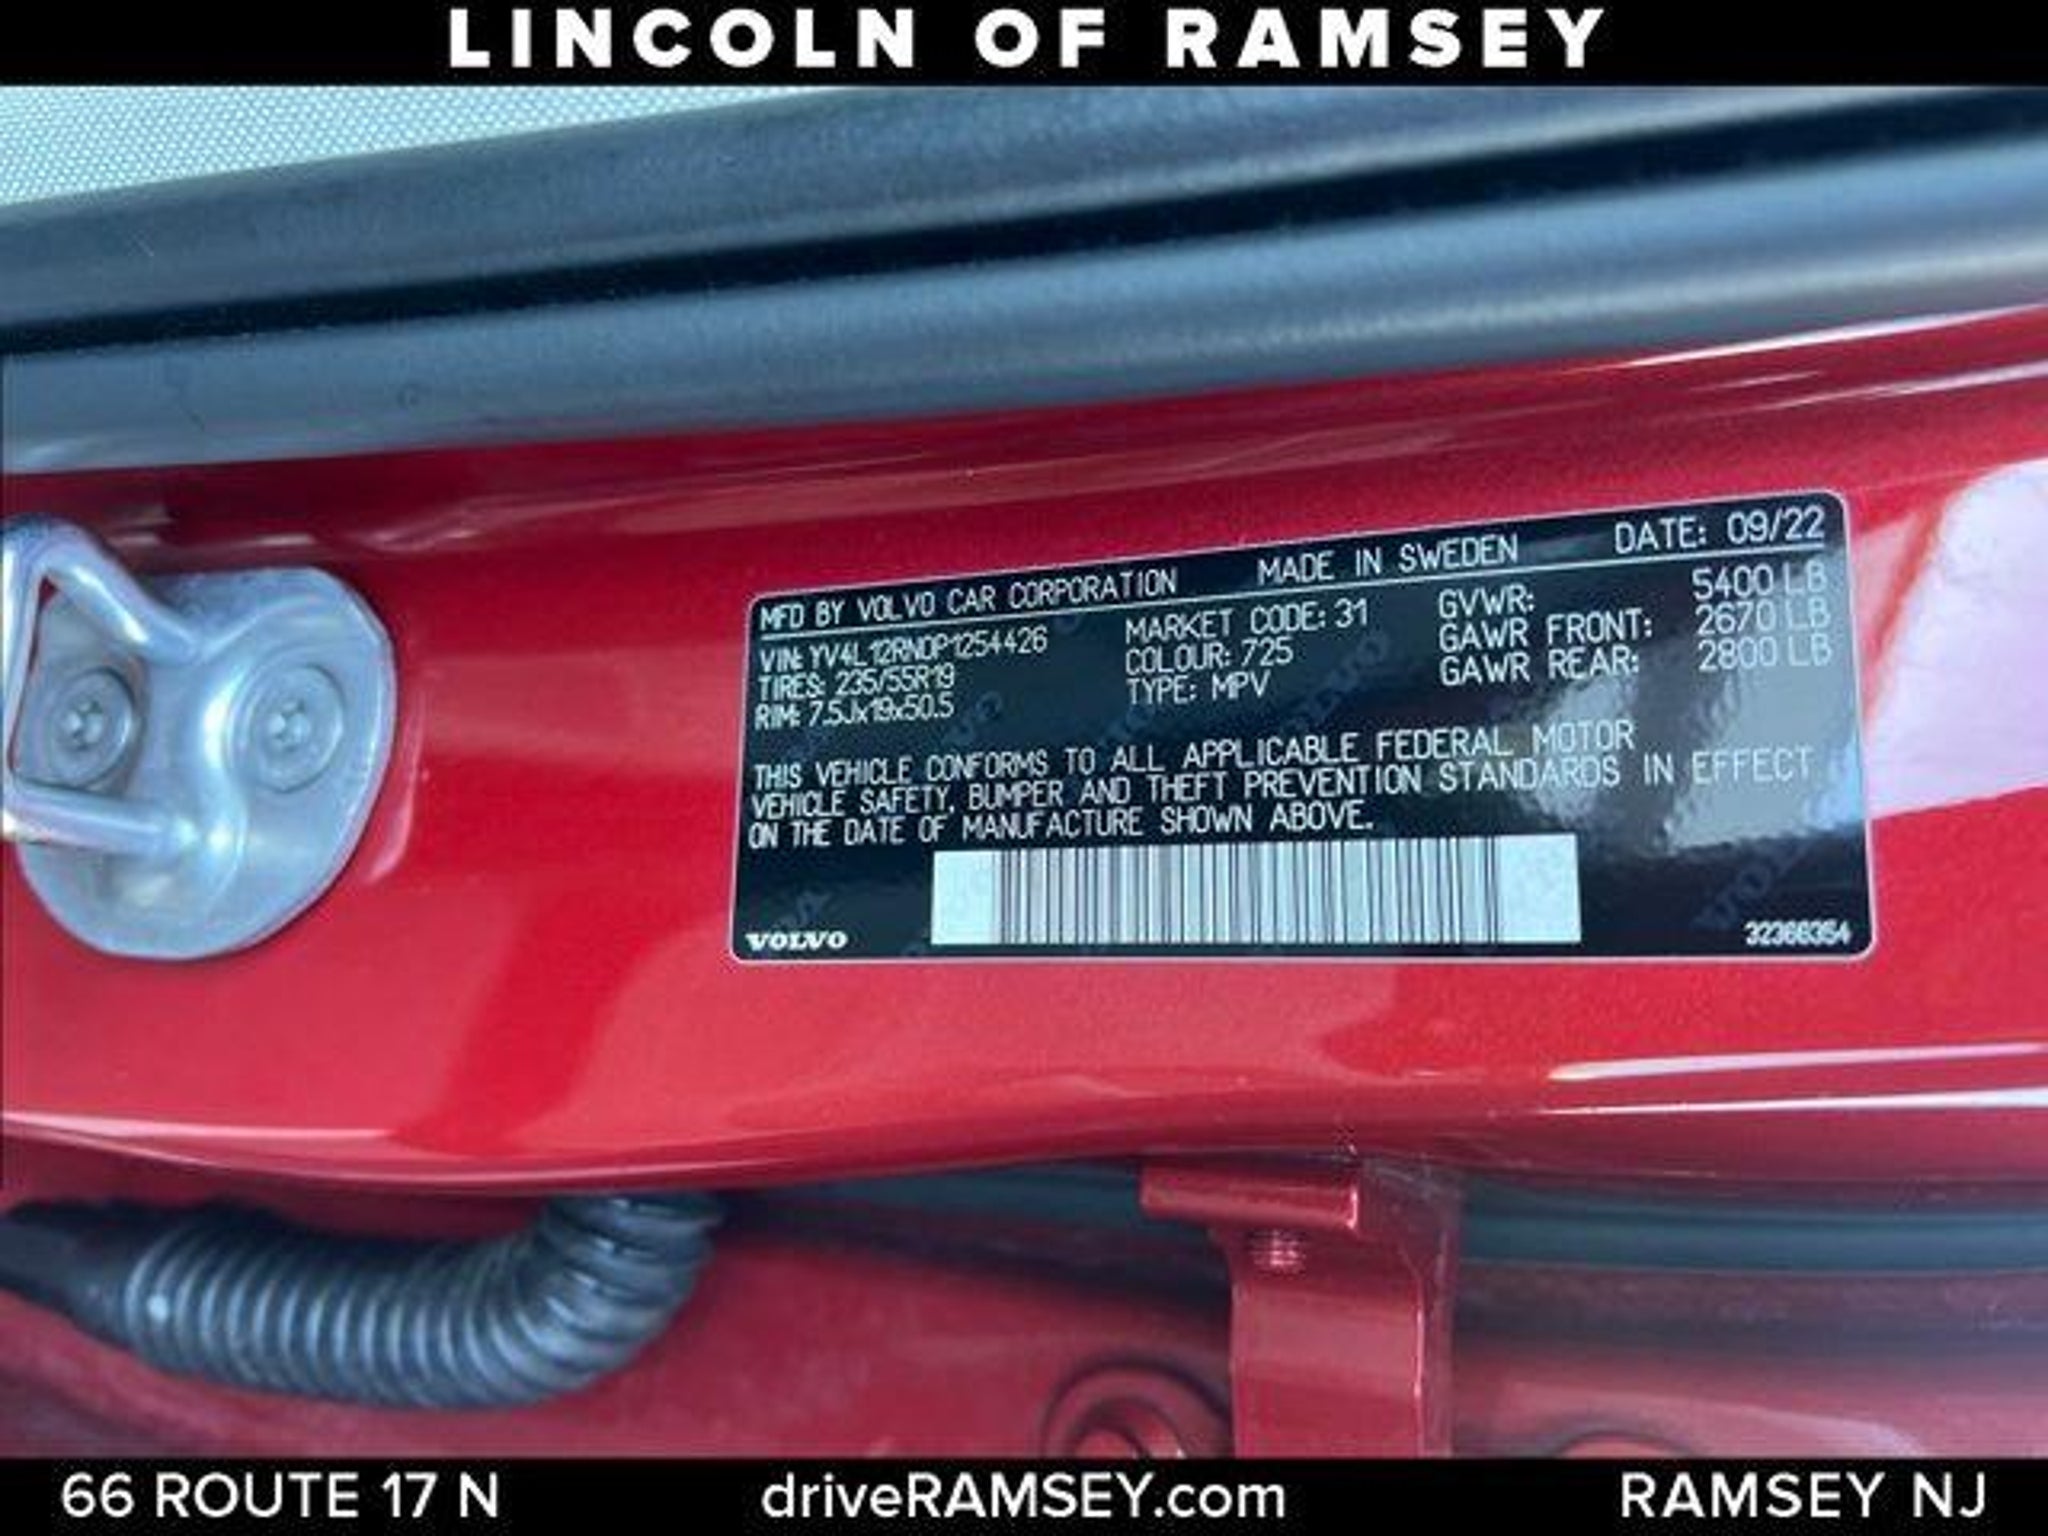 LINCOLN OF RAMSEY
MFD BY VOLVO CAR CORPORATION MADE IN SWEDEN DATE: 09/22
VIN: YV4L12RN0P1254426 MARKET CODE: 31 GVWR: 5400 LB
TIRES: 235/55R19 COLOUR: 725 GAWR FRONT: 2670 LB
RIM: 7.5Jx19x50.5 TYPE: MPV GAWR REAR: 2800 LB
THIS VEHICLE CONFORMS TO ALL APPLICABLE FEDERAL MOTOR
VEHICLE SAFETY, BUMPER AND THEFT PREVENTION STANDARDS IN EFFECT
ON THE DATE OF MANUFACTURE SHOWN ABOVE.
VOLVO 32366354
66 ROUTE 17 N driveRAMSEY.com RAMSEY NJ